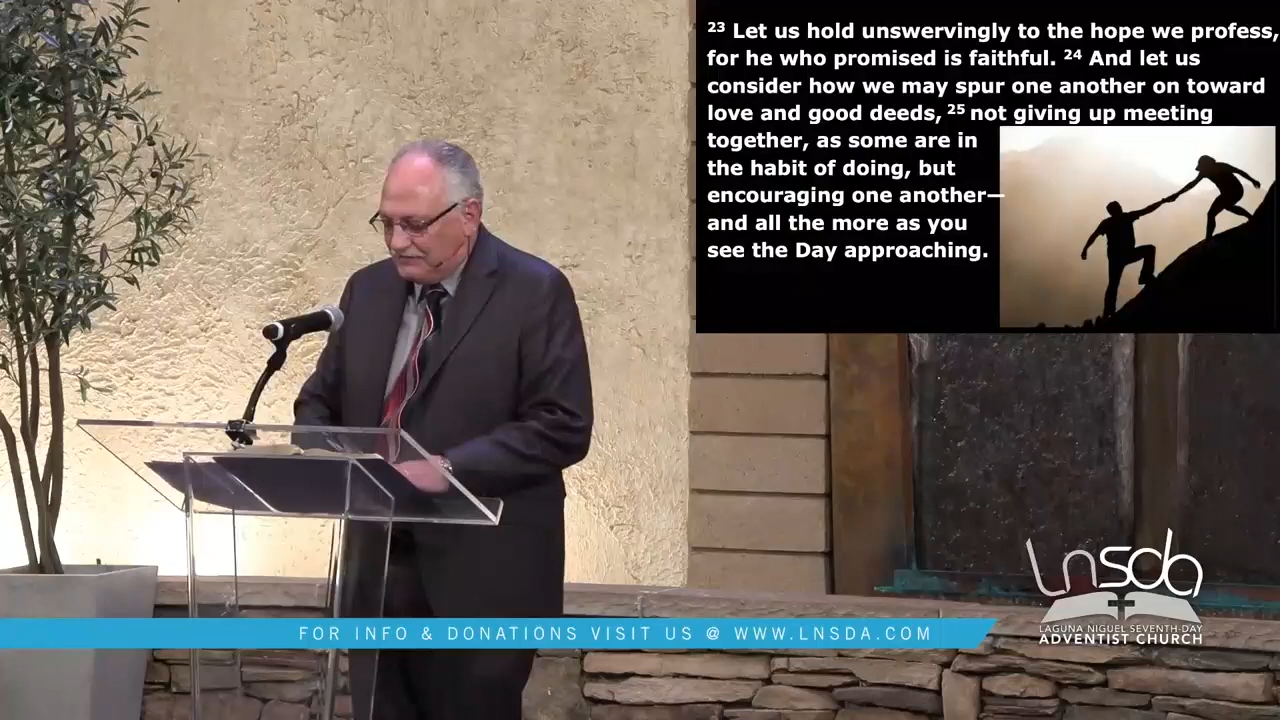 23 Let us hold unswervingly to the hope we profess,
for he who promised is faithful. 24 And let us
consider how we may spur one another on toward
love and good deeds, 25 not giving up meeting
together, as some are in
the habit of doing, but
encouraging one another—
and all the more as you
see the Day approaching.
Lnsda
LAGUNA NIGUEL SEVENTH-DAY
ADVENTIST CHURCH
FOR INFO & DONATIONS VISIT US @ WWW.LNSDA.COM